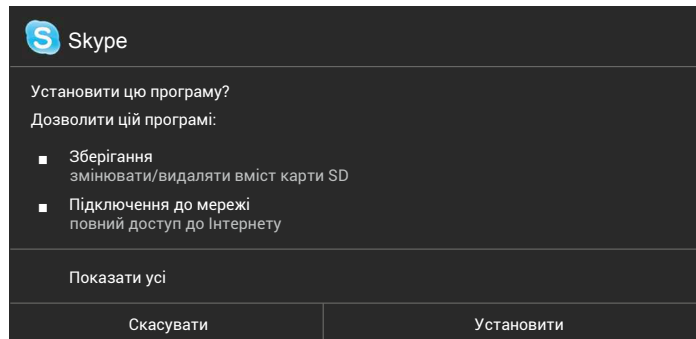 Skype
Установити цю програму?
Дозволити цій програмі:
Зберігання
змінювати/видаляти вміст карти SD
Підключення до мережі
повний доступ до Інтернету
Показати усі
Скасувати
Установити